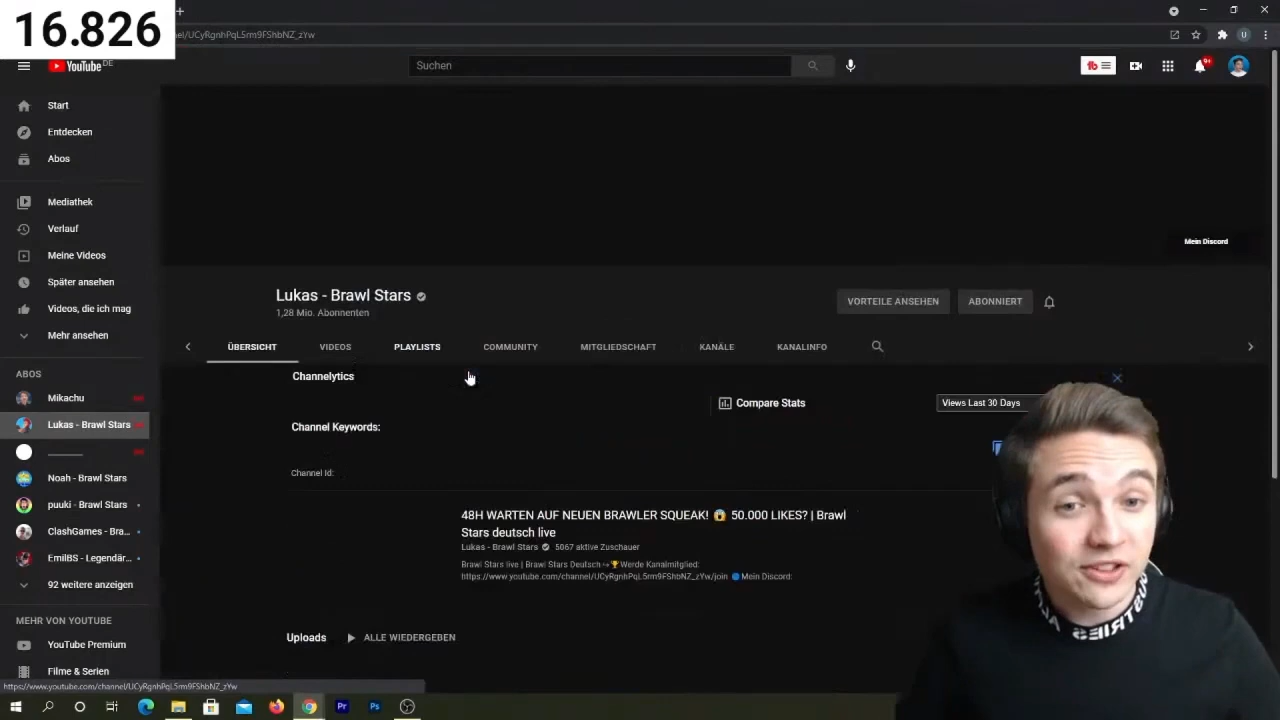 16.826
nel/UCyRgnhPqL5rm9FShbNZ_zYw
YouTube DE
Suchen
9+
U
Start
Entdecken
Abos
Mediathek
Verlauf
Meine Videos
Später ansehen
Videos, die ich mag
Mehr ansehen
ABOS
Mikachu
Lukas - Brawl Stars
Noah - Brawl Stars
puuki - Brawl Stars
ClashGames - Bra...
EmilBS - Legendär...
92 weitere anzeigen
MEHR VON YOUTUBE
YouTube Premium
Filme & Serien
Mein Discord
Lukas - Brawl Stars
1,28 Mio. Abonnenten
VORTEILE ANSEHEN
ABONNIERT
ÜBERSICHT
VIDEOS
PLAYLISTS
COMMUNITY
MITGLIEDSCHAFT
KANÄLE
KANALINFO
Channelytics
Compare Stats
Views Last 30 Days
Channel Keywords:
Channel Id:
48H WARTEN AUF NEUEN BRAWLER SQUEAK! 😱 50.000 LIKES? | Brawl
Stars deutsch live
Lukas - Brawl Stars 5067 aktive Zuschauer
Brawl Stars live | Brawl Stars Deutsch ↪🏆Werde Kanalmitglied:
https://www.youtube.com/channel/UCyRgnhPqL5rm9FShbNZ_zYw/join 🔵Mein Discord:
Uploads
ALLE WIEDERGEBEN
https://www.youtube.com/channel/UCyRgnhPqL5rm9FShbNZ_zYw
Pr
Ps